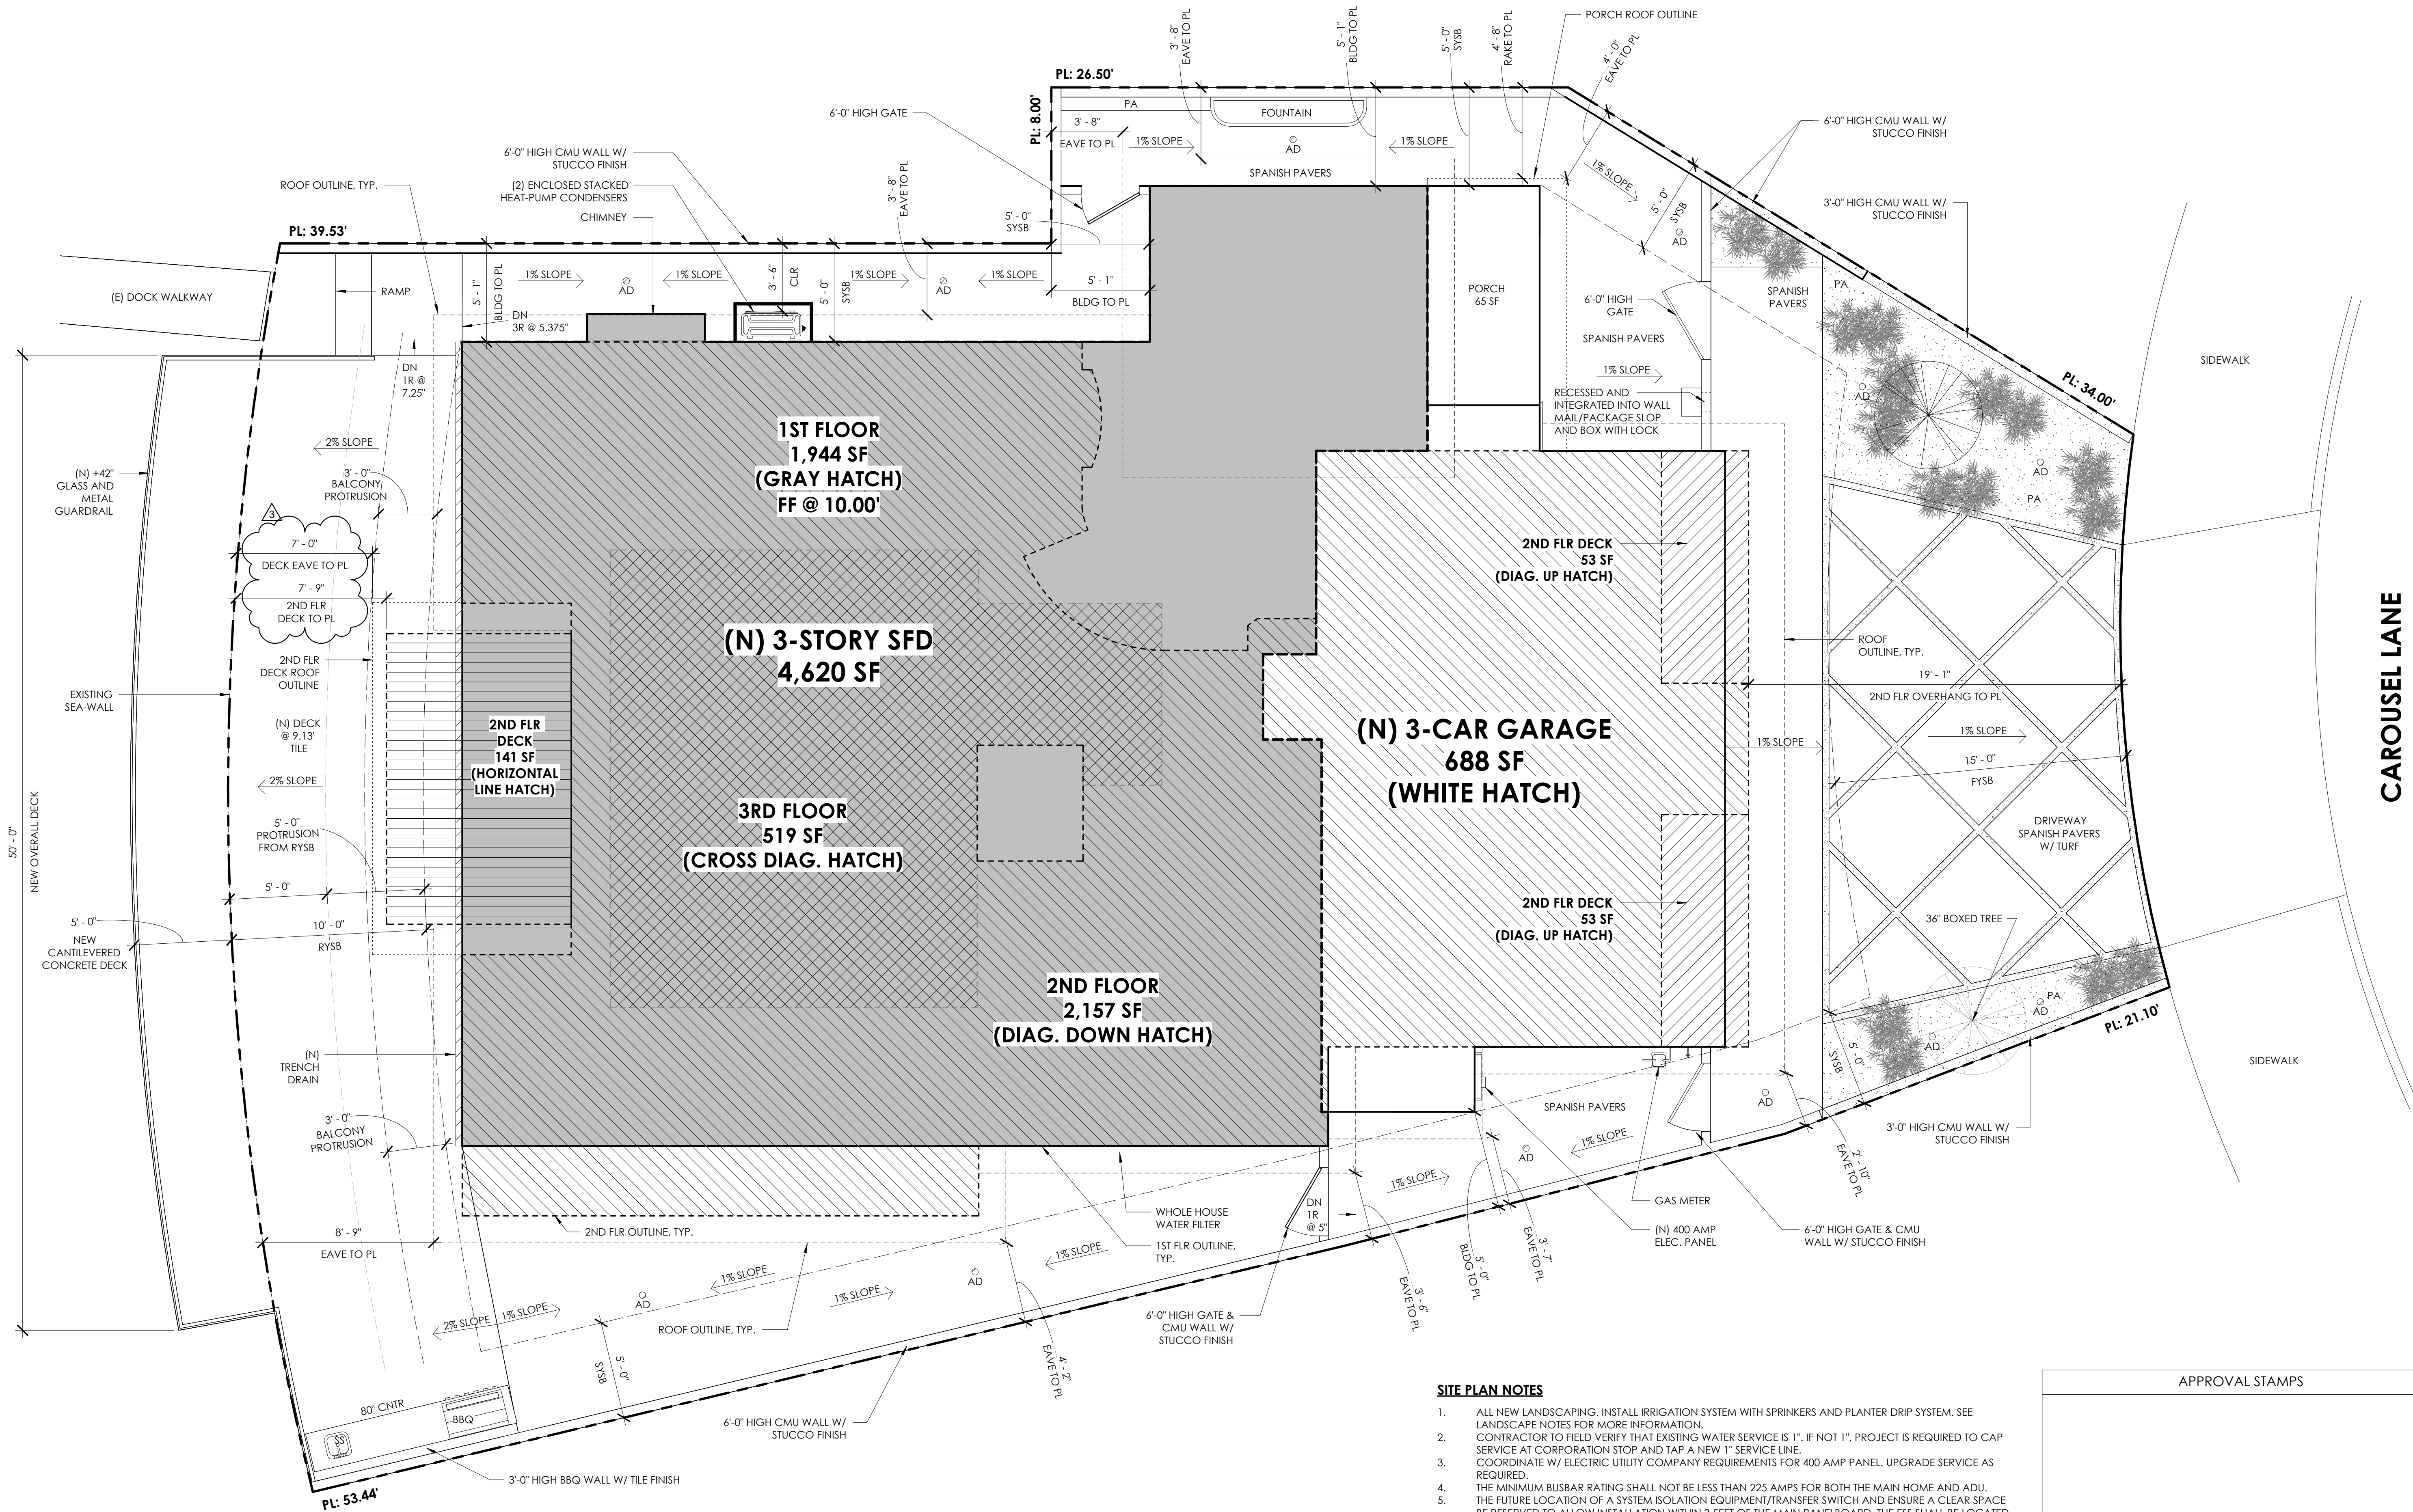 3' - 8"
EAVE TO PL
5' - 1"
BLDG TO PL
5' - 0"
SYSB
4' - 8"
RAKE TO PL
PORCH ROOF OUTLINE
4' - 0"
EAVE TO PL
PL: 26.50'
PL: 8.00'
PA
FOUNTAIN
6'-0" HIGH GATE
3' - 8"
EAVE TO PL
1% SLOPE
AD
1% SLOPE
SPANISH PAVERS
6'-0" HIGH CMU WALL W/
STUCCO FINISH
1% SLOPE
5' - 0"
SYSB
AD
6'-0" HIGH CMU WALL W/
STUCCO FINISH
(2) ENCLOSED STACKED
HEAT-PUMP CONDENSERS
ROOF OUTLINE, TYP.
CHIMNEY
3' - 8"
EAVE TO PL
3'-0" HIGH CMU WALL W/
STUCCO FINISH
5' - 0"
SYSB
PL: 39.53'
5' - 1"
BLDG TO PL
1% SLOPE
AD
1% SLOPE
3' - 6"
CLR
5' - 0"
SYSB
1% SLOPE
AD
1% SLOPE
5' - 1"
BLDG TO PL
(E) DOCK WALKWAY
RAMP
DN
3R @ 5.375"
PORCH
65 SF
6'-0" HIGH
GATE
SPANISH
PAVERS
PA
SPANISH PAVERS
1% SLOPE
SIDEWALK
PL: 34.00'
DN
1R @
7.25"
RECESSED AND
INTEGRATED INTO WALL
MAIL/PACKAGE SLOP
AND BOX WITH LOCK
AD
AD
PA
1ST FLOOR
1,944 SF
(GRAY HATCH)
FF @ 10.00'
2% SLOPE
(N) +42"
GLASS AND
METAL
GUARDRAIL
3' - 0"
BALCONY
PROTRUSION
3
7' - 0"
DECK EAVE TO PL
7' - 9"
2ND FLR
DECK TO PL
2ND FLR DECK
53 SF
(DIAG. UP HATCH)
(N) 3-STORY SFD
4,620 SF
2ND FLR
DECK ROOF
OUTLINE
ROOF
OUTLINE, TYP.
19' - 1"
2ND FLR OVERHANG TO PL
CAROUSEL LANE
EXISTING
SEA-WALL
(N) DECK
@ 9.13'
TILE
2ND FLR
DECK
141 SF
(HORIZONTAL
LINE HATCH)
(N) 3-CAR GARAGE
688 SF
(WHITE HATCH)
1% SLOPE
1% SLOPE
15' - 0"
FYSB
2% SLOPE
50' - 0"
NEW OVERALL DECK
3RD FLOOR
519 SF
(CROSS DIAG. HATCH)
5' - 0"
PROTRUSION
FROM RYSB
DRIVEWAY
SPANISH PAVERS
W/ TURF
5' - 0"
2ND FLR DECK
53 SF
(DIAG. UP HATCH)
36" BOXED TREE
5' - 0"
NEW
CANTILEVERED
CONCRETE DECK
10' - 0"
RYSB
2ND FLOOR
2,157 SF
(DIAG. DOWN HATCH)
PA
AD
AD
PL: 21.10'
(N)
TRENCH
DRAIN
5' - 0"
SYSB
SIDEWALK
AD
SPANISH PAVERS
3' - 0"
BALCONY
PROTRUSION
1% SLOPE
AD
3'-0" HIGH CMU WALL W/
STUCCO FINISH
2' - 10"
EAVE TO PL
1% SLOPE
DN
1R
@ 5"
WHOLE HOUSE
WATER FILTER
GAS METER
8' - 9"
EAVE TO PL
2ND FLR OUTLINE, TYP.
1ST FLR OUTLINE,
TYP.
(N) 400 AMP
ELEC. PANEL
6'-0" HIGH GATE & CMU
WALL W/ STUCCO FINISH
5' - 0"
BLDG TO PL
3' - 7"
EAVE TO PL
3' - 6"
EAVE TO PL
1% SLOPE
1% SLOPE
AD
AD
1% SLOPE
1% SLOPE
2% SLOPE
ROOF OUTLINE, TYP.
6'-0" HIGH GATE &
CMU WALL W/
STUCCO FINISH
5' - 0"
SYSB
4' - 2"
EAVE TO PL
80" CNTR
BBQ
SS
6'-0" HIGH CMU WALL W/
STUCCO FINISH
3'-0" HIGH BBQ WALL W/ TILE FINISH
PL: 53.44'
SITE PLAN NOTES
1. ALL NEW LANDSCAPING. INSTALL IRRIGATION SYSTEM WITH SPRINKERS AND PLANTER DRIP SYSTEM. SEE
LANDSCAPE NOTES FOR MORE INFORMATION.
2. CONTRACTOR TO FIELD VERIFY THAT EXISTING WATER SERVICE IS 1". IF NOT 1", PROJECT IS REQUIRED TO CAP
SERVICE AT CORPORATION STOP AND TAP A NEW 1" SERVICE LINE.
3. COORDINATE W/ ELECTRIC UTILITY COMPANY REQUIREMENTS FOR 400 AMP PANEL. UPGRADE SERVICE AS
REQUIRED.
4. THE MINIMUM BUSBAR RATING SHALL NOT BE LESS THAN 225 AMPS FOR BOTH THE MAIN HOME AND ADU.
5. THE FUTURE LOCATION OF A SYSTEM ISOLATION EQUIPMENT/TRANSFER SWITCH AND ENSURE A CLEAR SPACE
BE RESERVED TO ALLOW INSTALLATION WITHIN 3 FEET OF THE MAIN PANELBOARD. THE ESS SHALL BE LOCATED
APPROVAL STAMPS